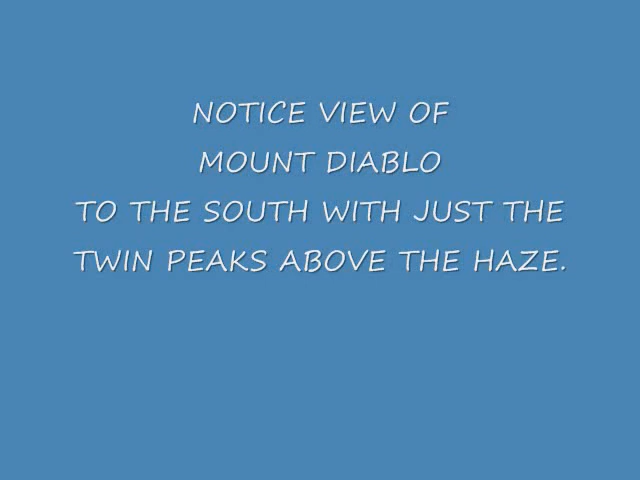 NOTICE VIEW OF
MOUNT DIABLO
TO THE SOUTH WITH JUST THE
TWIN PEAKS ABOVE THE HAZE.